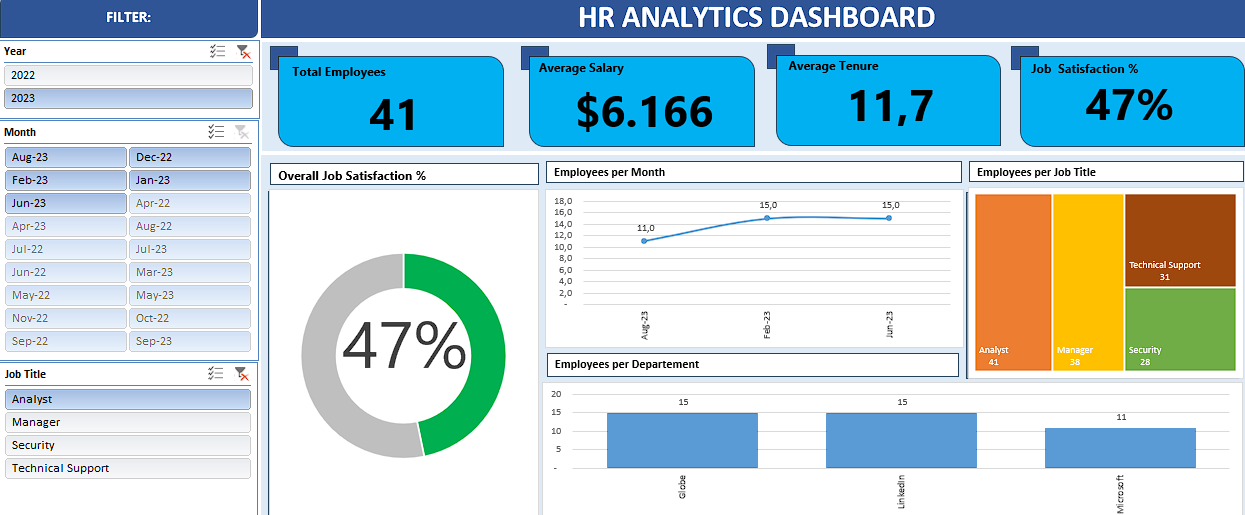 FILTER:
HR ANALYTICS DASHBOARD
Year
2022
2023
Month
Aug-23 Dec-22
Feb-23 Jan-23
Jun-23 Apr-22
Apr-23 Aug-22
Jul-22 Jul-23
Jun-22 Mar-23
May-22 May-23
Nov-22 Oct-22
Sep-22 Sep-23
Job Title
Analyst
Manager
Security
Technical Support
Total Employees
41
Average Salary
$6.166
Average Tenure
11,7
Job Satisfaction %
47%
Overall Job Satisfaction %
47%
Employees per Month
18,0
16,0
14,0
12,0
10,0
8,0
6,0
4,0
2,0
-
11,0
15,0
15,0
Aug-23
Feb-23
Jun-23
Employees per Job Title
Analyst
41
Manager
38
Technical Support
31
Security
28
Employees per Departement
20
15
10
5
-
15
15
11
Globe
LinkedIn
Microsoft